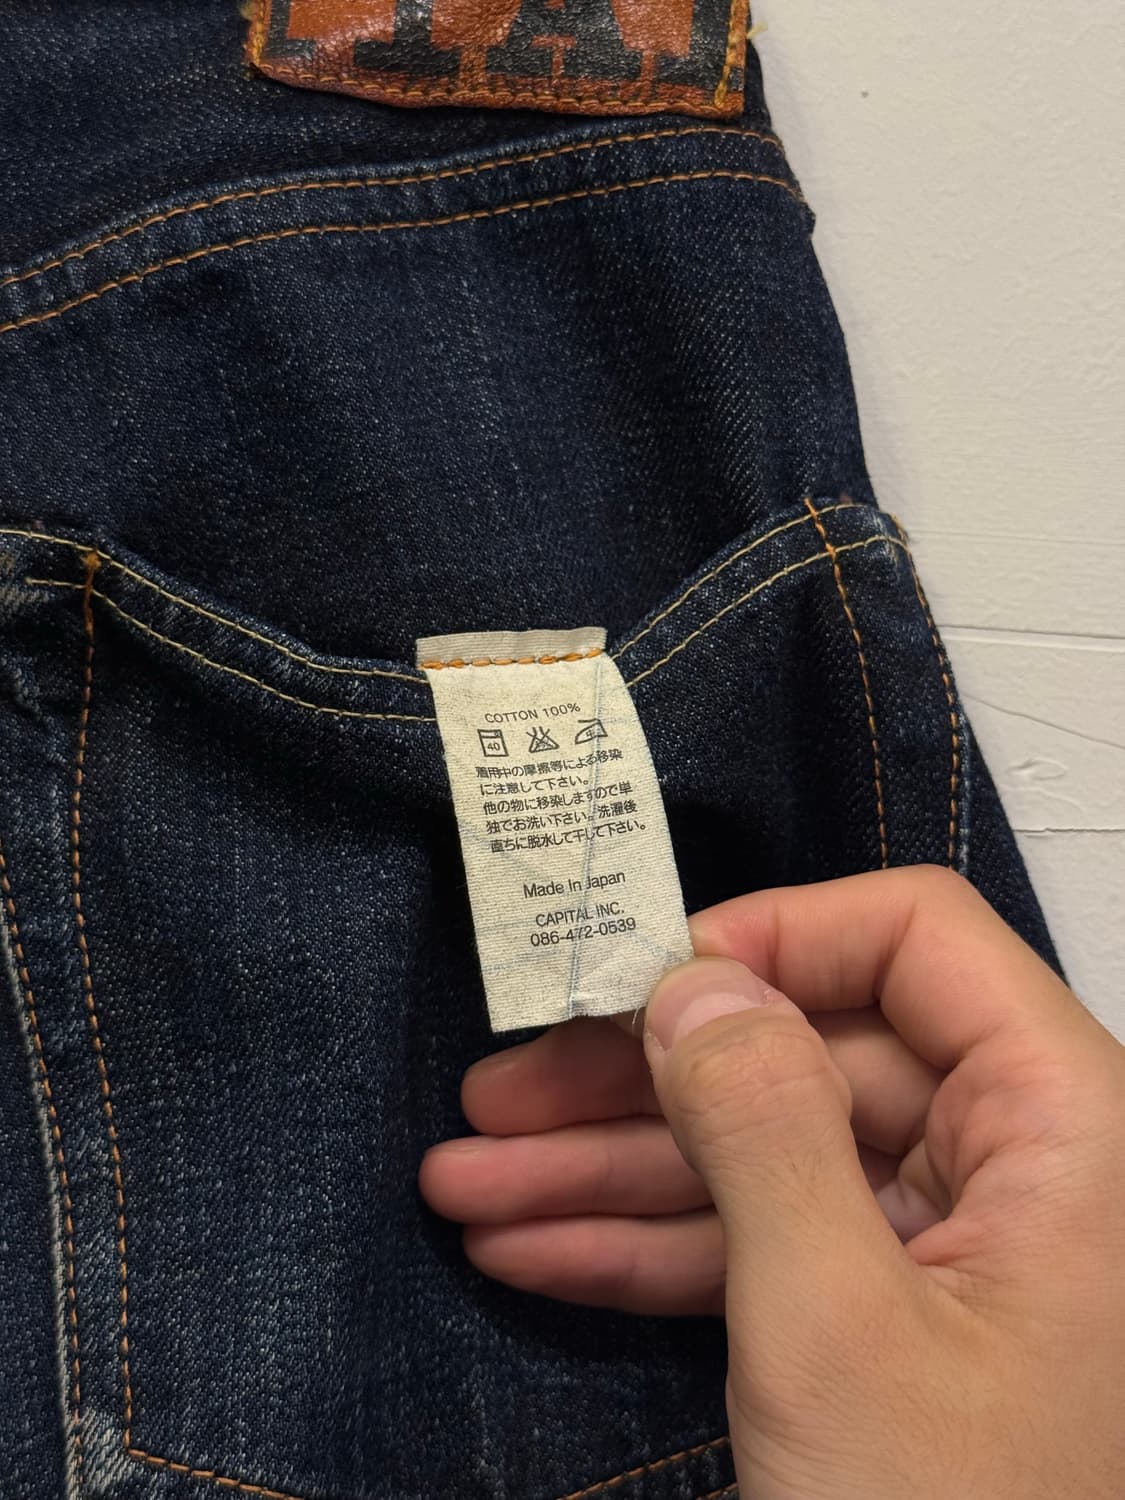 TAL
COTTON 100%
40
着用中の摩擦等による移染
に注意して下さい。
他の物に移染しますので単
独でお洗い下さい。洗濯後
直ちに脱水して干して下さい。
Made In Japan
CAPITAL INC.
086-472-0539